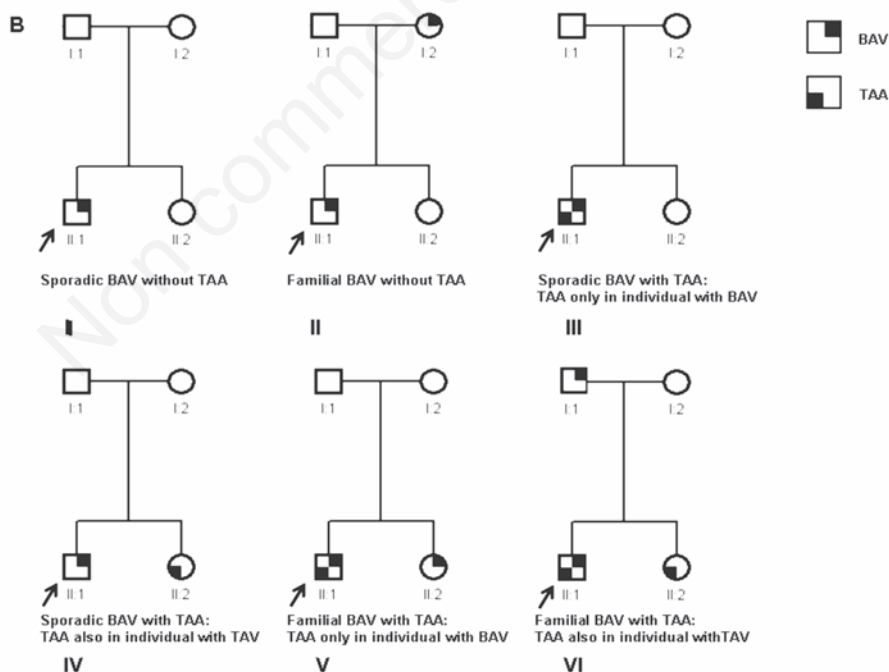 B
I:1
I:2
I:1
I:2
I:1
I:2
BAV
TAA
II:1
II:2
II:1
II:2
II:1
II:2
Sporadic BAV without TAA
Familial BAV without TAA
Sporadic BAV with TAA:
TAA only in individual with BAV
I
II
III
I:1
I:2
I:1
I:2
I:1
I:2
II:1
II:2
II:1
II:2
II:1
II:2
Sporadic BAV with TAA:
TAA also in individual with TAV
Familial BAV with TAA:
TAA only in individual with BAV
Familial BAV with TAA:
TAA also in individual withTAV
IV
V
VI
Non-commer